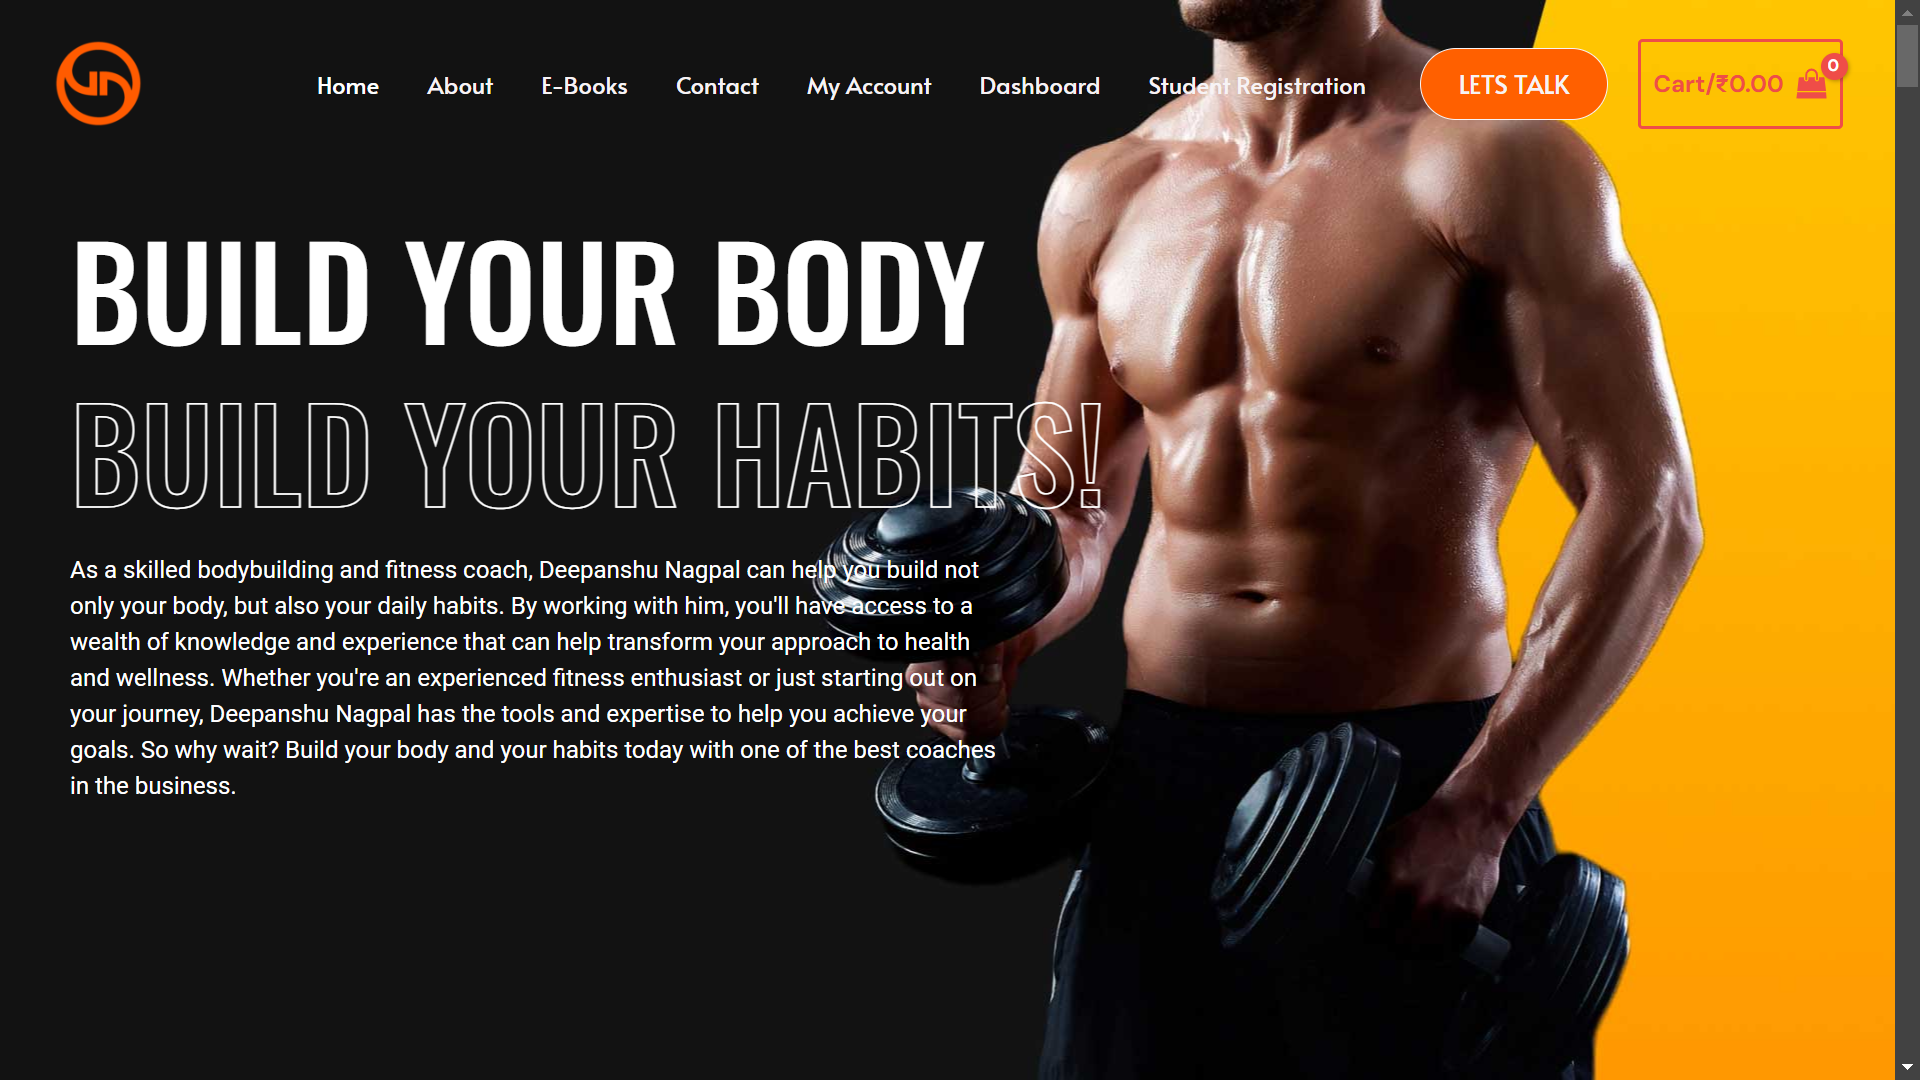 Home
About
E-Books
Contact
My Account
Dashboard
Student Registration
LETS TALK
Cart/₹0.00
0
BUILD YOUR BODY
BUILD YOUR HABITS!
As a skilled bodybuilding and fitness coach, Deepanshu Nagpal can help you build not
only your body, but also your daily habits. By working with him, you'll have access to a
wealth of knowledge and experience that can help transform your approach to health
and wellness. Whether you're an experienced fitness enthusiast or just starting out on
your journey, Deepanshu Nagpal has the tools and expertise to help you achieve your
goals. So why wait? Build your body and your habits today with one of the best coaches
in the business.